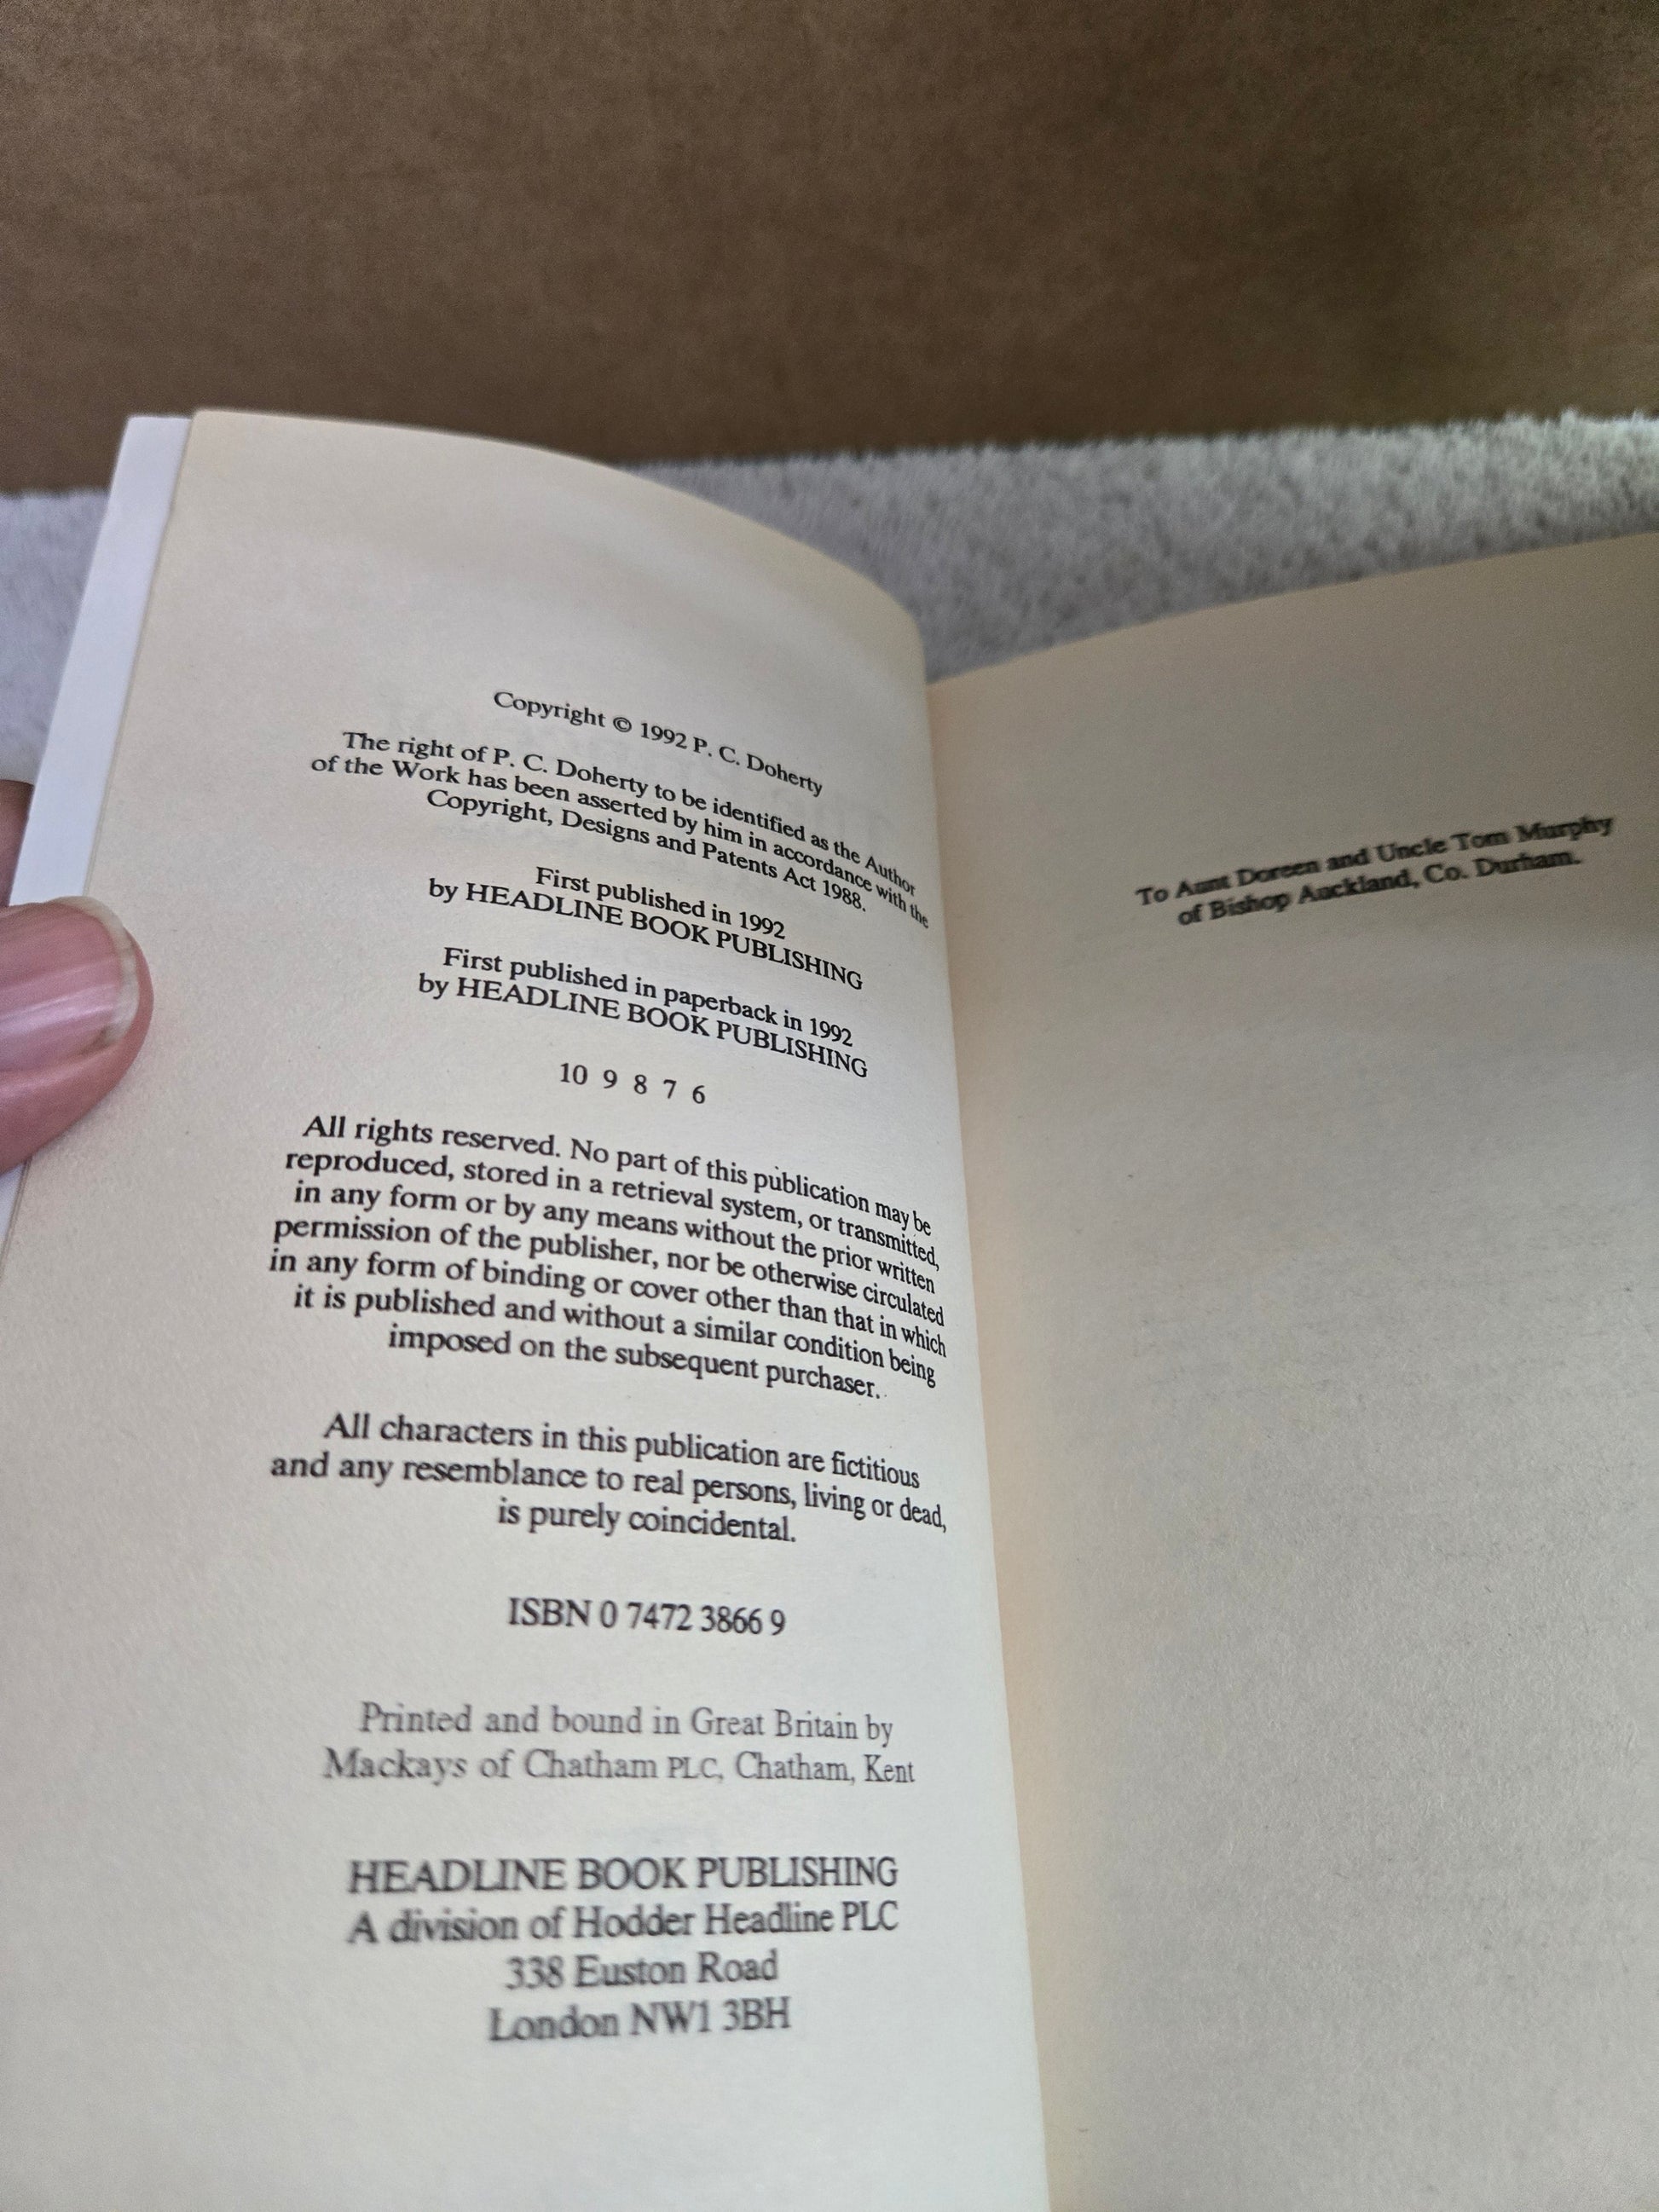 Copyright © 1992 P. C. Doherty
The right of P. C. Doherty to be identified as the Author
of the Work has been asserted by him in accordance with the
Copyright, Designs and Patents Act 1988.
First published in 1992
by HEADLINE BOOK PUBLISHING
First published in paperback in 1992
by HEADLINE BOOK PUBLISHING
10 9 8 7 6
All rights reserved. No part of this publication may be
reproduced, stored in a retrieval system, or transmitted,
in any form or by any means without the prior written
permission of the publisher, nor be otherwise circulated
in any form of binding or cover other than that in which
it is published and without a similar condition being
imposed on the subsequent purchaser.
All characters in this publication are fictitious
and any resemblance to real persons, living or dead,
is purely coincidental.
ISBN 0 7472 3866 9
Printed and bound in Great Britain by
Mackays of Chatham PLC, Chatham, Kent
HEADLINE BOOK PUBLISHING
A division of Hodder Headline PLC
338 Euston Road
London NW1 3BH
To Aunt Doreen and Uncle Tom Murphy
of Bishop Auckland, Co. Durham.